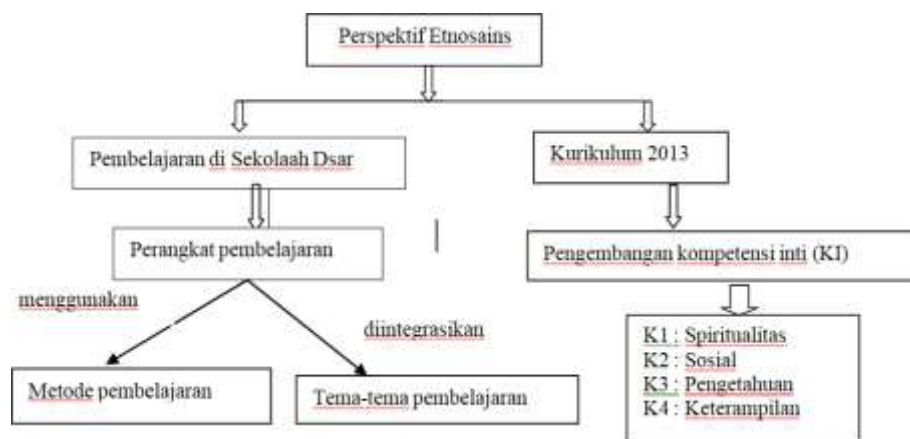 Perspektif Etnosains
Pembelajaran di Sekolaah Dsar
Kurikulum 2013
Perangkat pembelajaran
Pengembangan kompetensi inti (KI)
menggunakan
diintegrasikan
Metode pembelajaran
Tema-tema pembelajaran
K1 : Spiritualitas
K2 : Sosial
K3 : Pengetahuan
K4 : Keterampilan